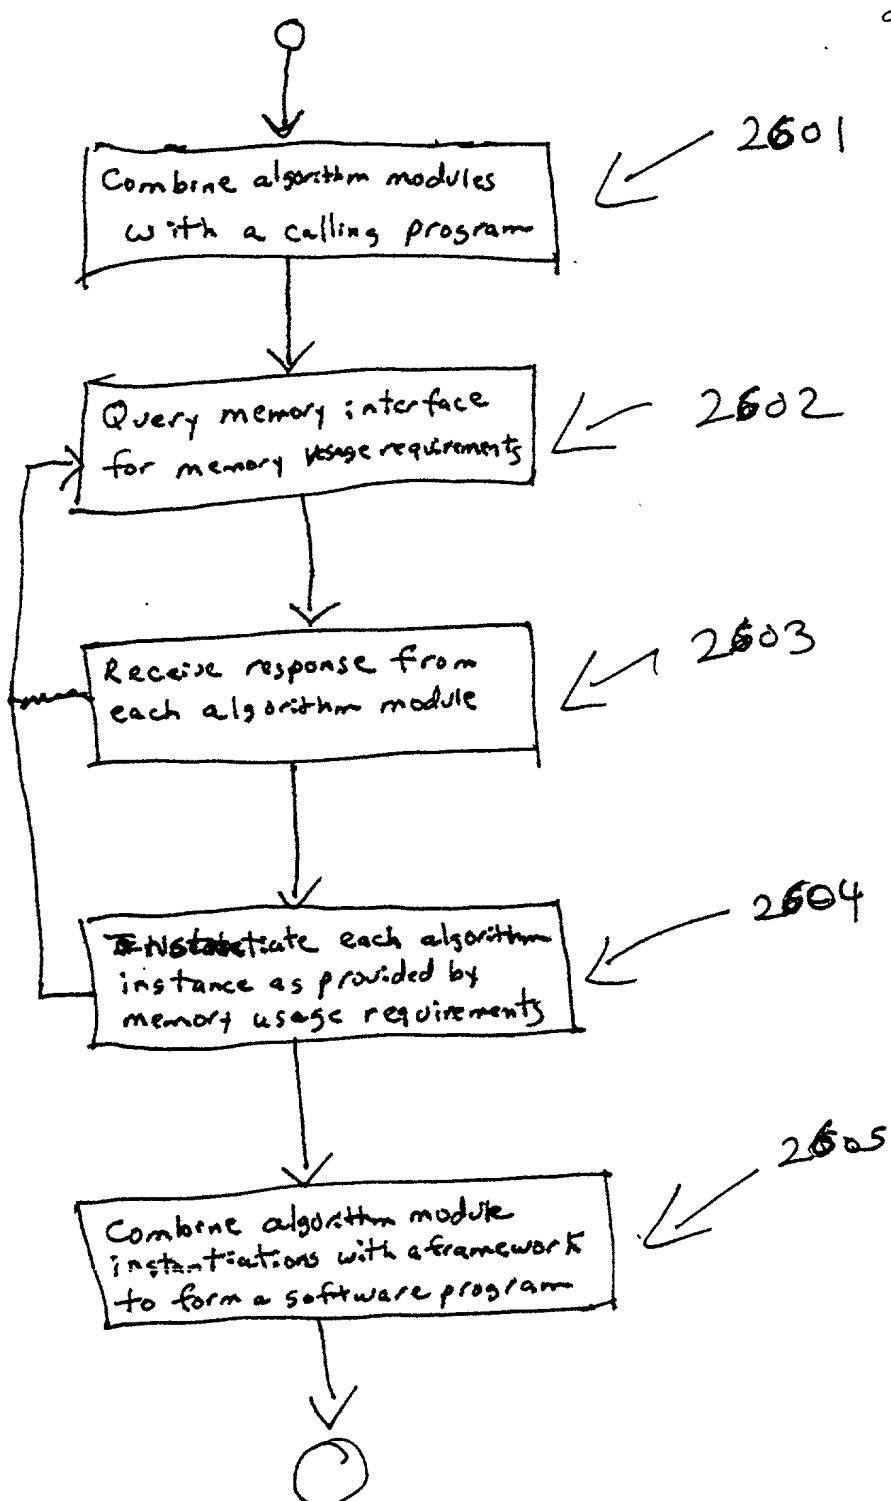 Combine algorithm modules
with a calling program
2601
Query memory interface
for memory usage requirements
2602
Receive response from
each algorithm module
2603
Instantiate each algorithm
instance as provided by
memory usage requirements
2604
Combine algorithm module
instantiations with a framework
to form a software program
2605